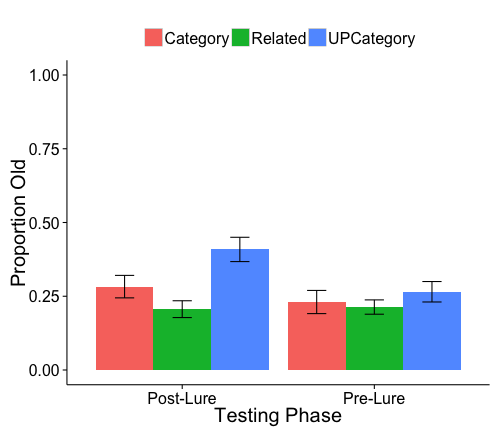 Category Related UPCategory
1.00
0.75
0.50
0.25
0.00
Proportion Old
Post-Lure Pre-Lure
Testing Phase